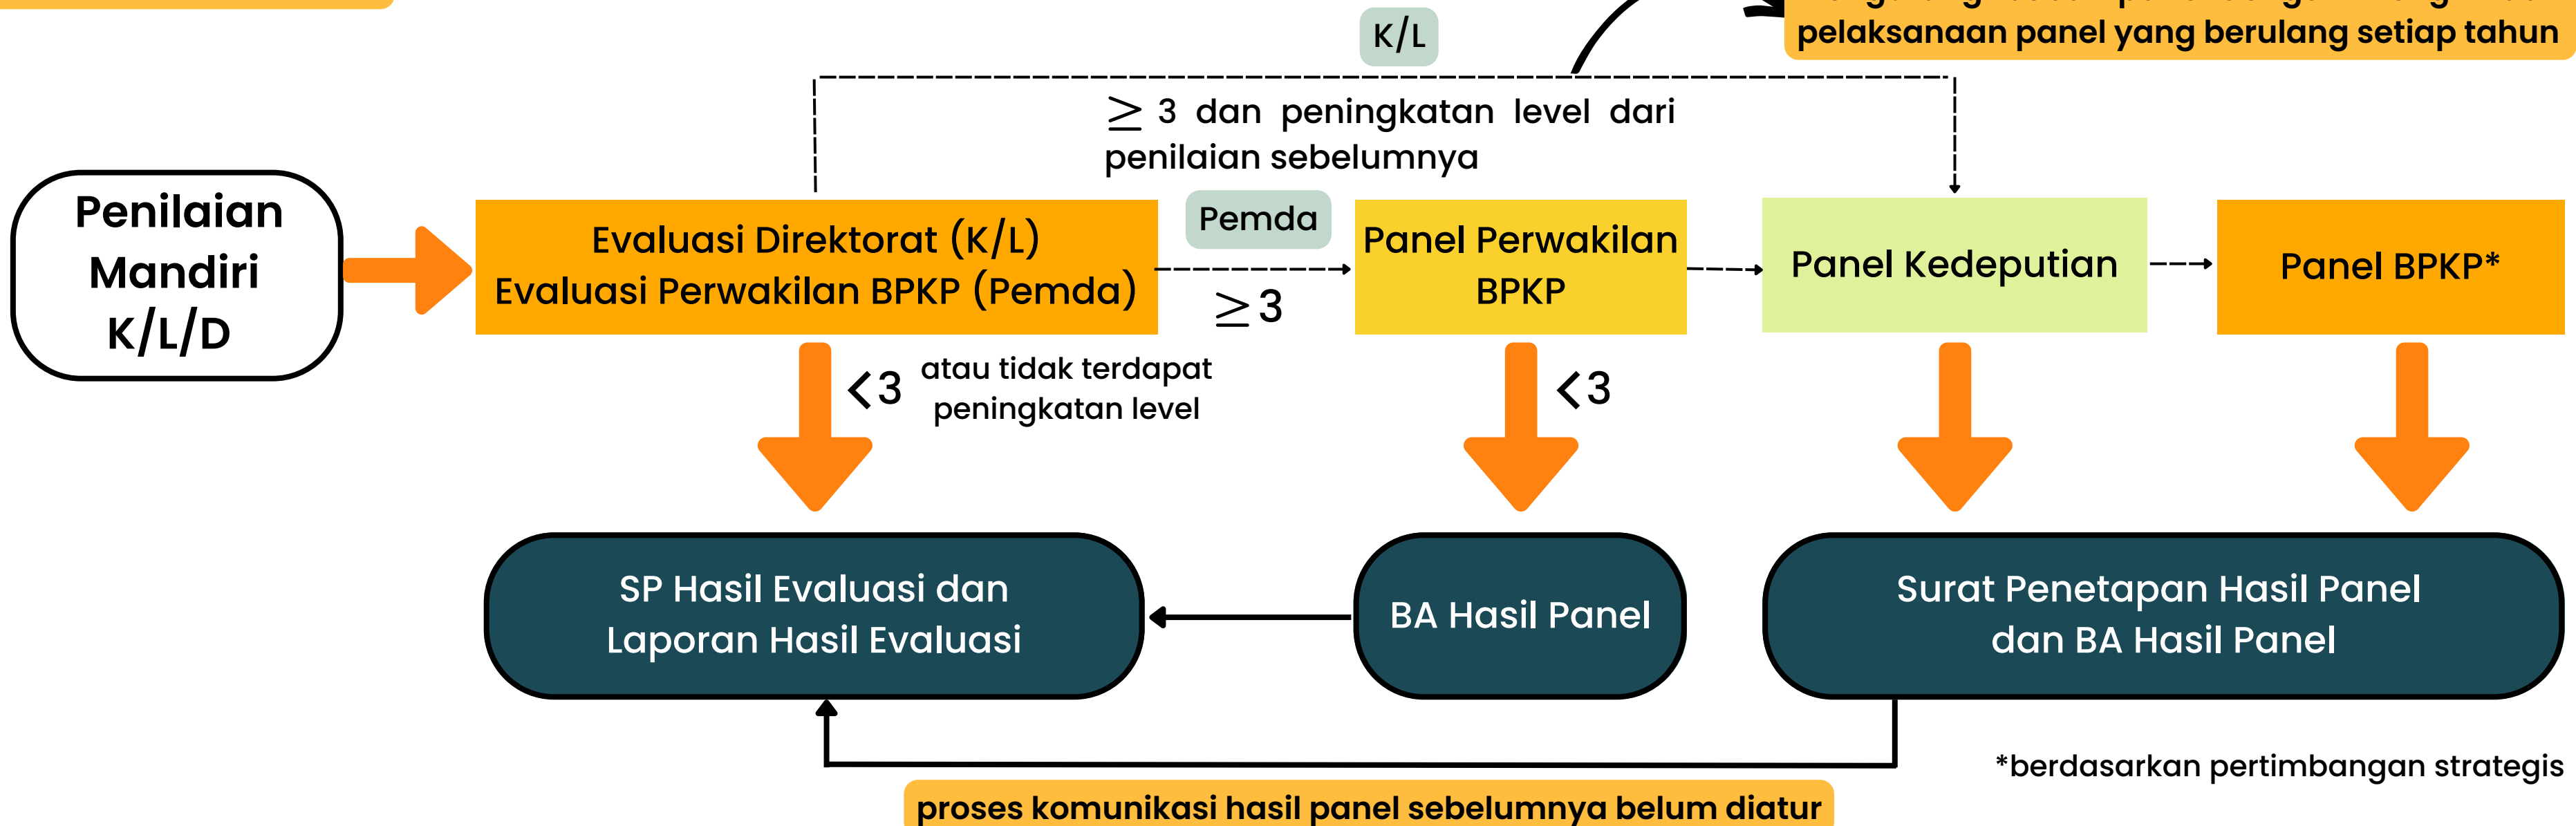 K/L
pelaksanaan panel yang berulang setiap tahun
≥ 3 dan peningkatan level dari
penilaian sebelumnya
Penilaian
Mandiri
K/L/D
Evaluasi Direktorat (K/L)
Evaluasi Perwakilan BPKP (Pemda)
Pemda
≥3
Panel Perwakilan
BPKP
Panel Kedeputian
Panel BPKP*
<3 atau tidak terdapat
peningkatan level
<3
SP Hasil Evaluasi dan
Laporan Hasil Evaluasi
BA Hasil Panel
Surat Penetapan Hasil Panel
dan BA Hasil Panel
*berdasarkan pertimbangan strategis
proses komunikasi hasil panel sebelumnya belum diatur